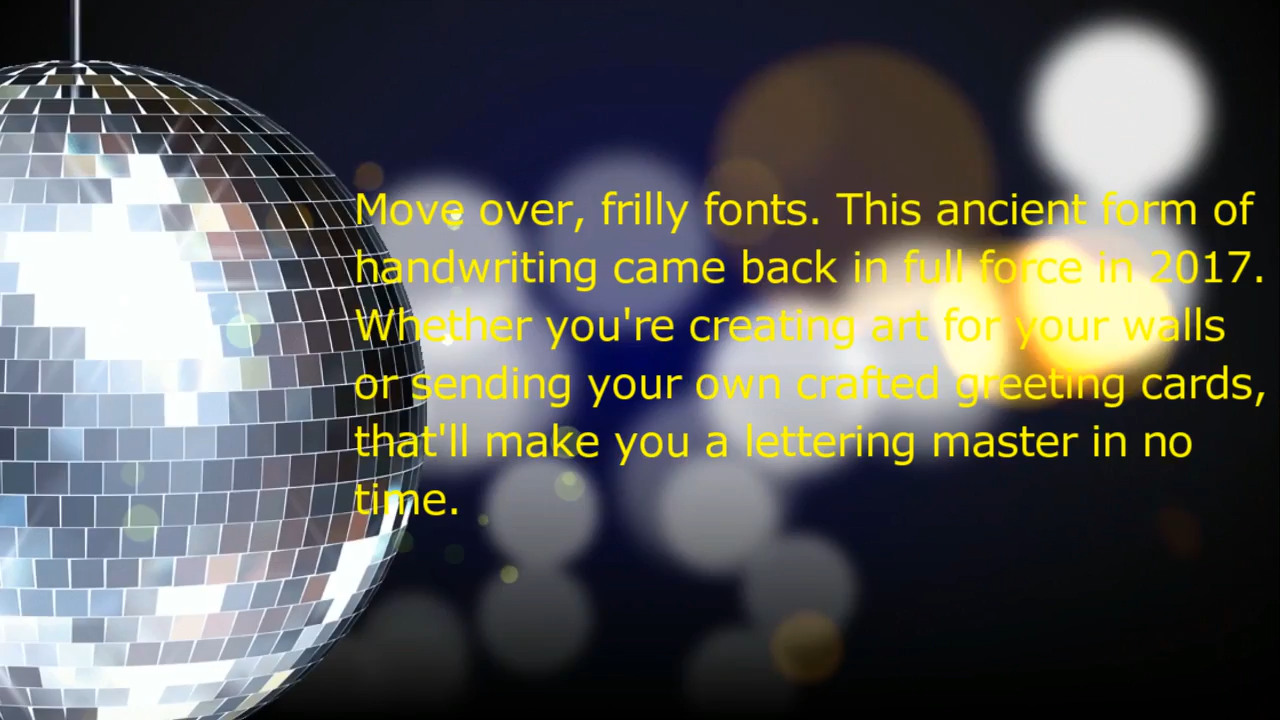 Move over, frilly fonts. This ancient form of
handwriting came back in full force in 2017.
Whether you're creating art for your walls
or sending your own crafted greeting cards,
that'll make you a lettering master in no
time.